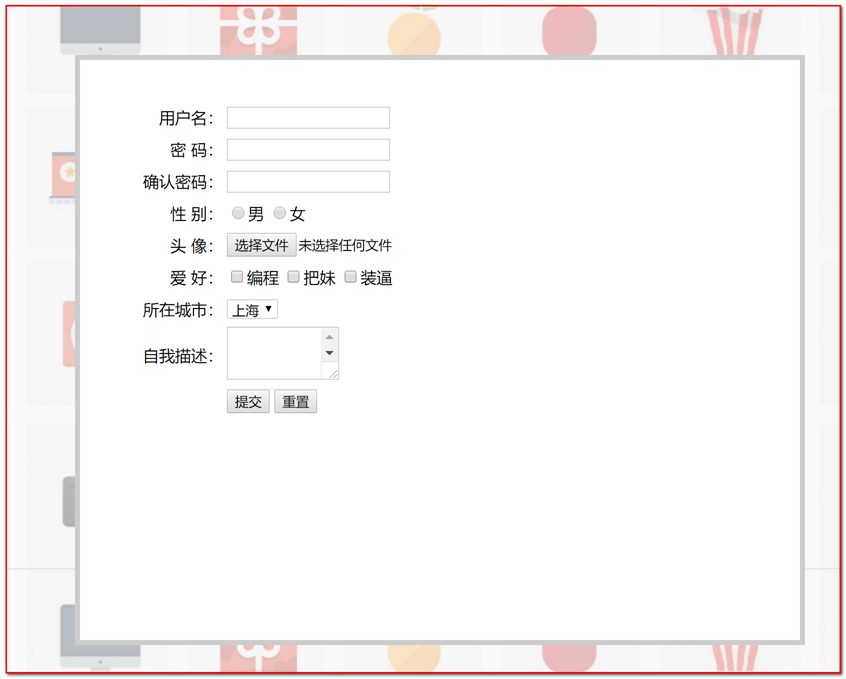 用户名：
密 码：
确认密码：
性 别： 男 女
头 像： 选择文件 未选择任何文件
爱 好： 编程 把妹 装逼
所在城市： 上海
自我描述：
提交 重置